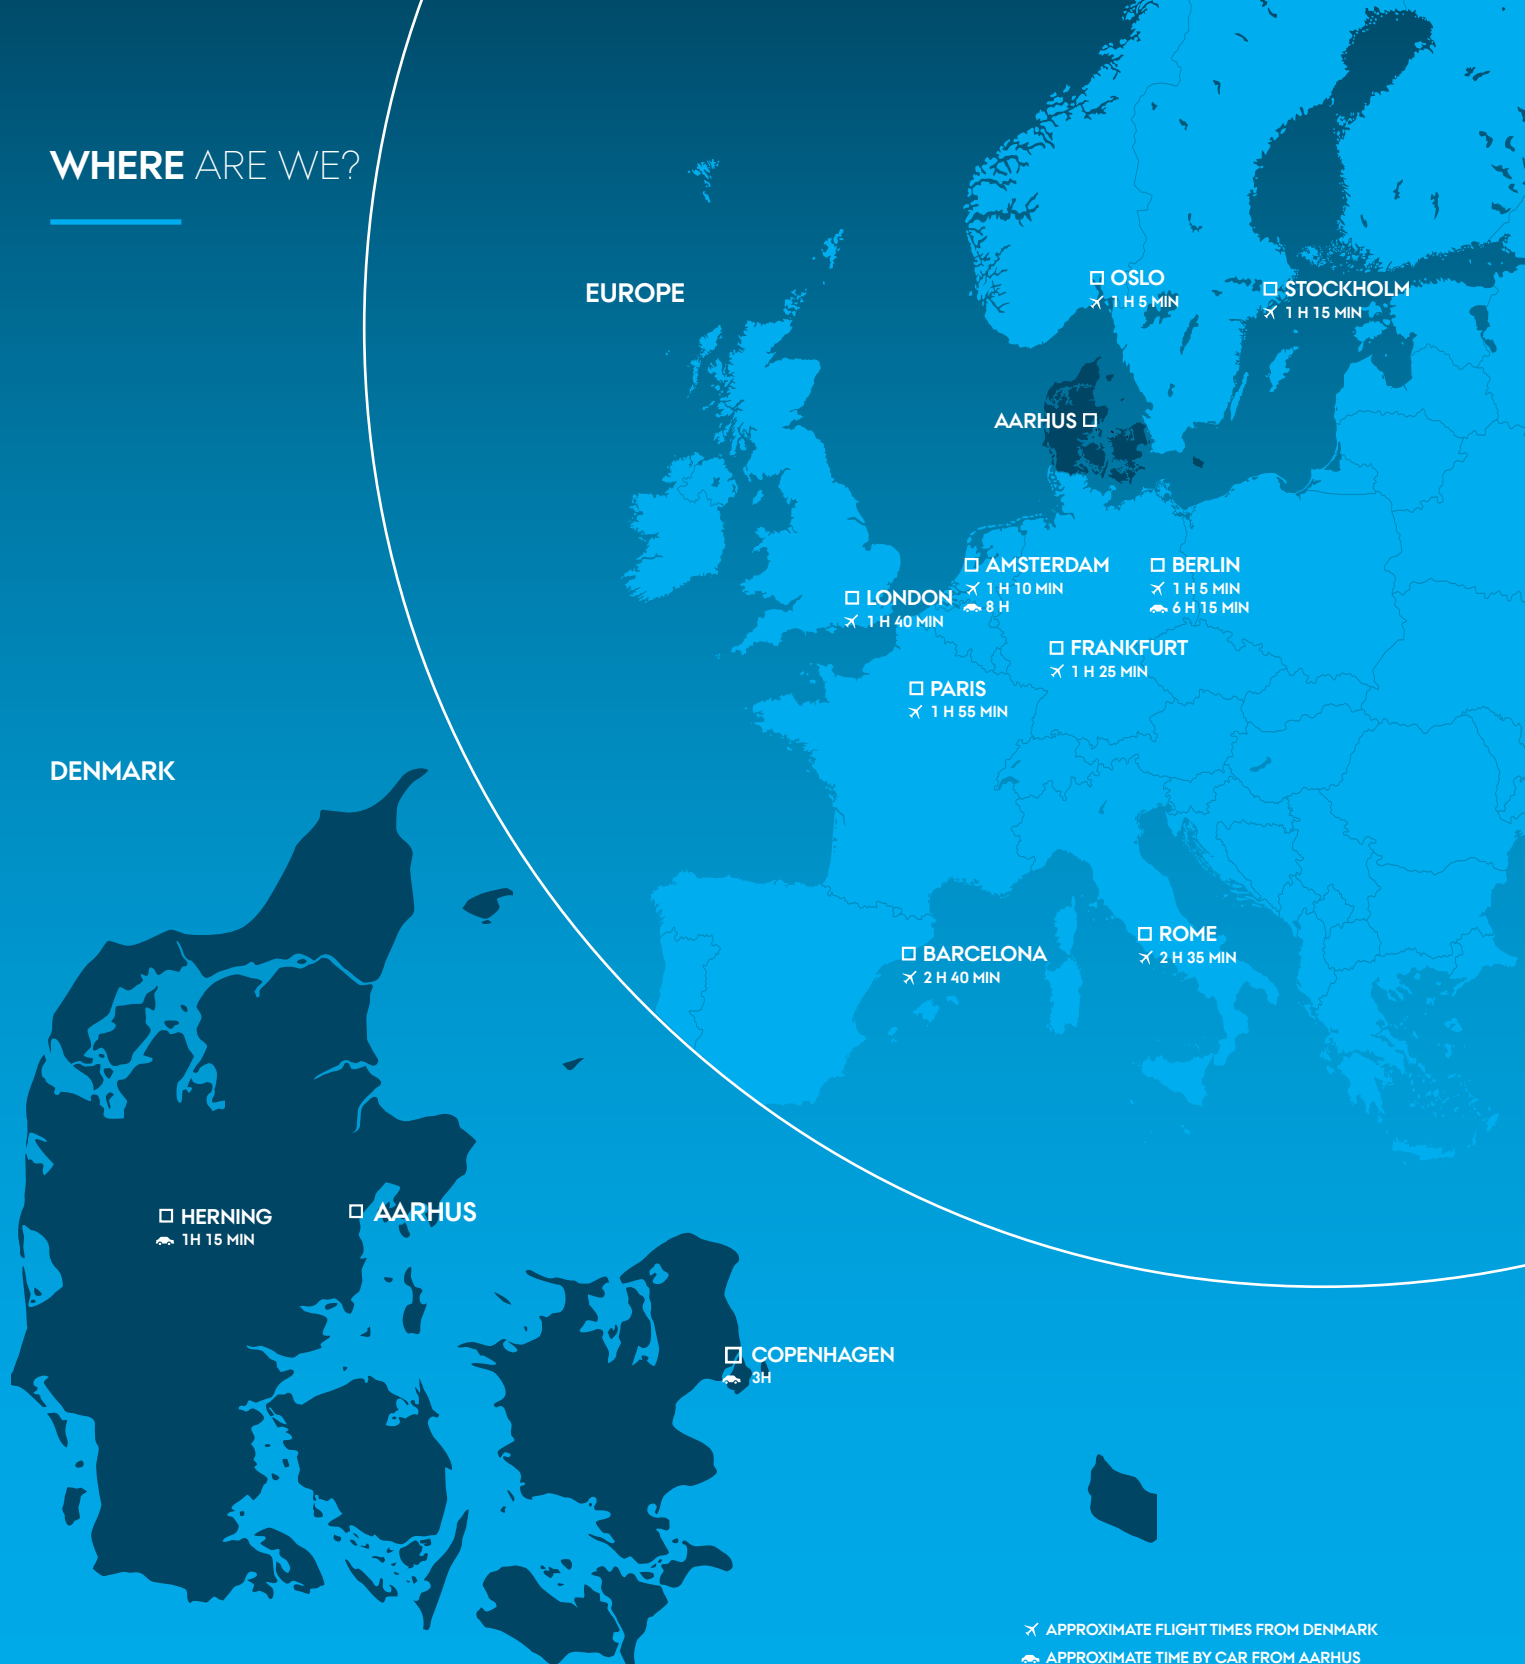 WHERE ARE WE?
EUROPE
OSLO
1 H 5 MIN
STOCKHOLM
1 H 15 MIN
AARHUS
AMSTERDAM
1 H 10 MIN
8 H
BERLIN
1 H 5 MIN
6 H 15 MIN
LONDON
1 H 40 MIN
FRANKFURT
1 H 25 MIN
PARIS
1 H 55 MIN
BARCELONA
2 H 40 MIN
ROME
2 H 35 MIN
DENMARK
HERNING
1H 15 MIN
AARHUS
COPENHAGEN
3H
APPROXIMATE FLIGHT TIMES FROM DENMARK
APPROXIMATE TIME BY CAR FROM AARHUS